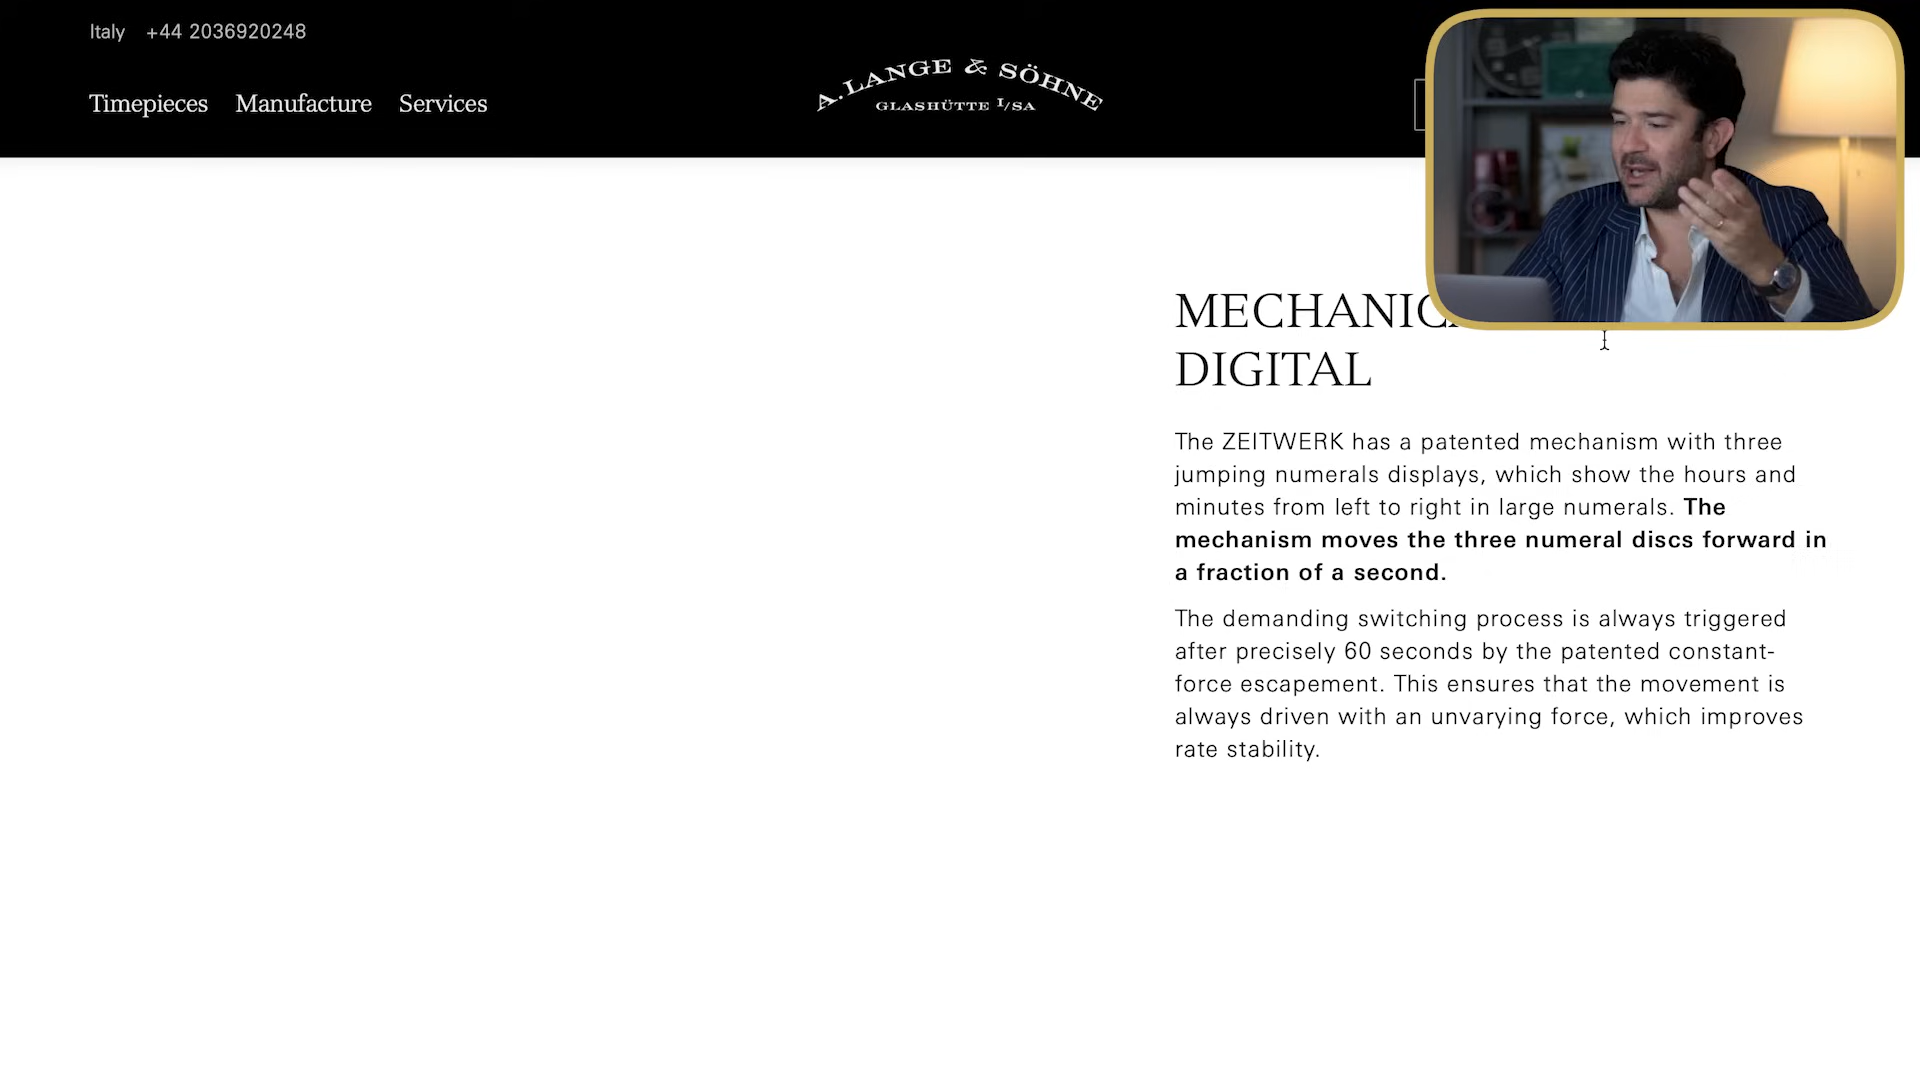 Italy +44 2036920248
A. LANGE & SÖHNE
GLASHÜTTE I/SA
Timepieces Manufacture Services
DIGITAL
The ZEITWERK has a patented mechanism with three
jumping numerals displays, which show the hours and
minutes from left to right in large numerals. The
mechanism moves the three numeral discs forward in
a fraction of a second.
The demanding switching process is always triggered
after precisely 60 seconds by the patented constant-
force escapement. This ensures that the movement is
always driven with an unvarying force, which improves
rate stability.